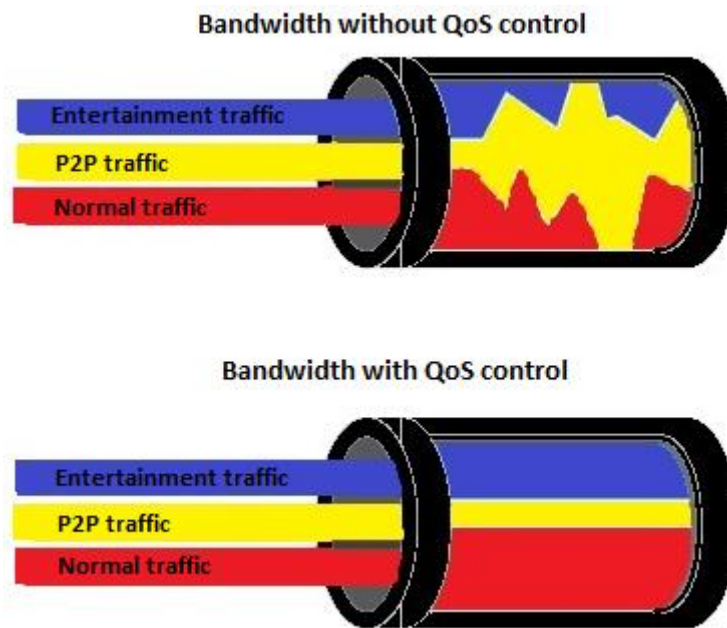 Bandwidth without QoS control
Entertainment traffic
P2P traffic
Normal traffic
Bandwidth with QoS control
Entertainment traffic
P2P traffic
Normal traffic